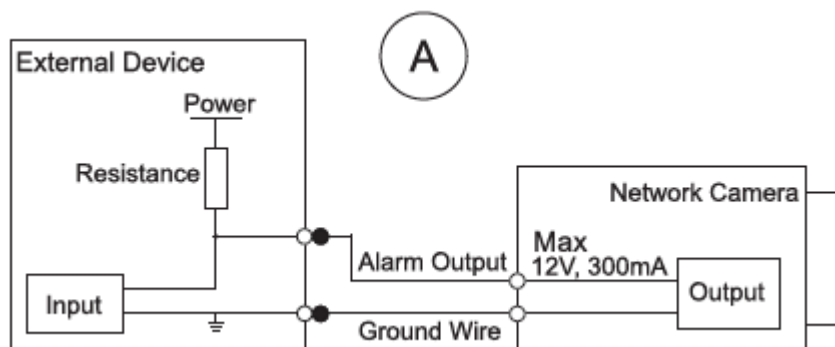 A
External Device
Power
Resistance
Network Camera
Max
12V, 300mA
Alarm Output
Output
Input
Ground Wire